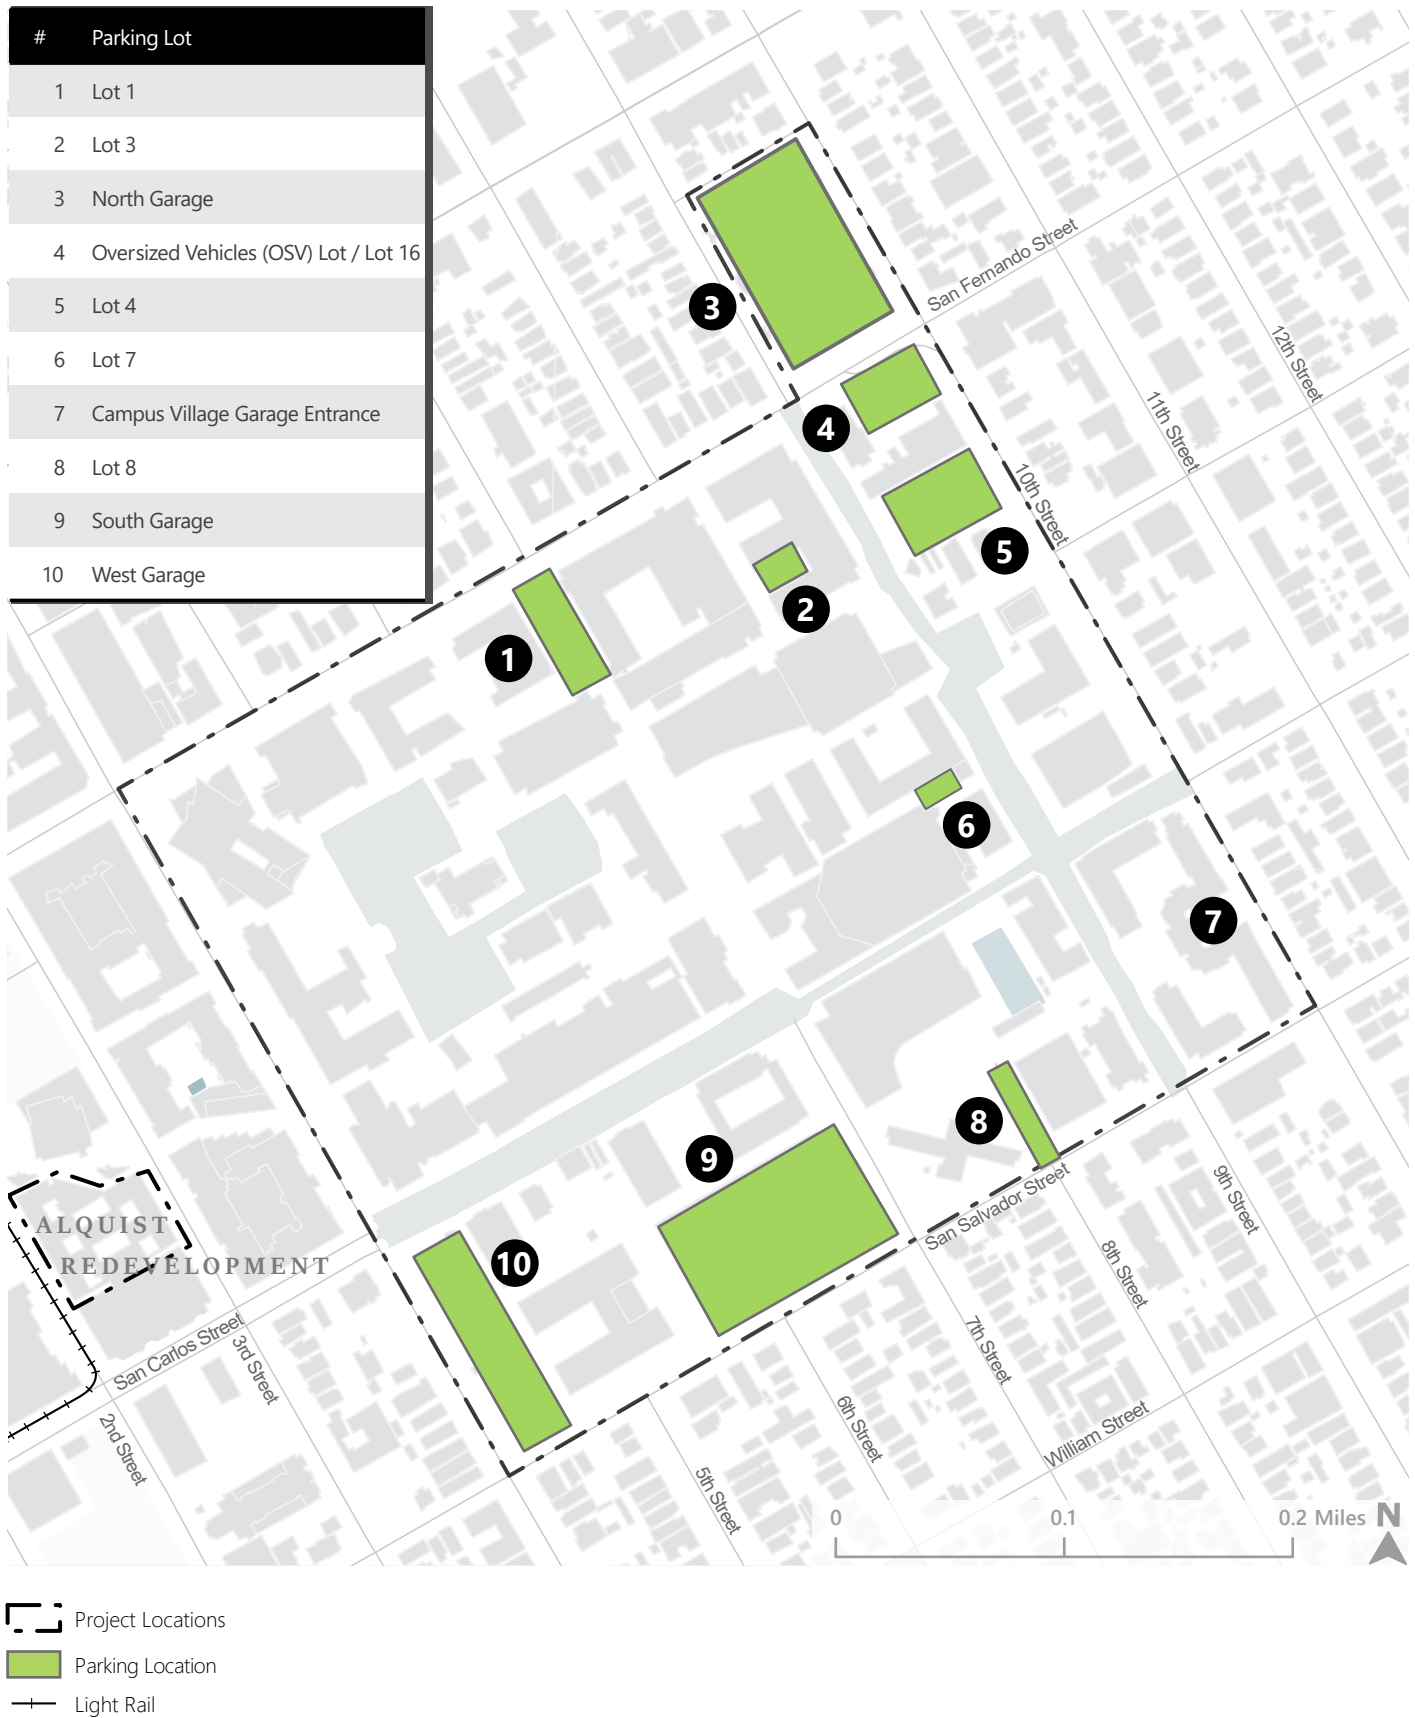 # Parking Lot
1 Lot 1
2 Lot 3
3 North Garage
4 Oversized Vehicles (OSV) Lot / Lot 16
5 Lot 4
6 Lot 7
7 Campus Village Garage Entrance
8 Lot 8
9 South Garage
10 West Garage
San Fernando Street
12th Street
11th Street
10th Street
3
4
5
2
1
6
7
8
9
10
San Salvador Street
9th Street
8th Street
7th Street
6th Street
5th Street
William Street
ALQUIST
REDEVELOPMENT
San Carlos Street
3rd Street
2nd Street
0 0.1 0.2 Miles N
Project Locations
Parking Location
Light Rail